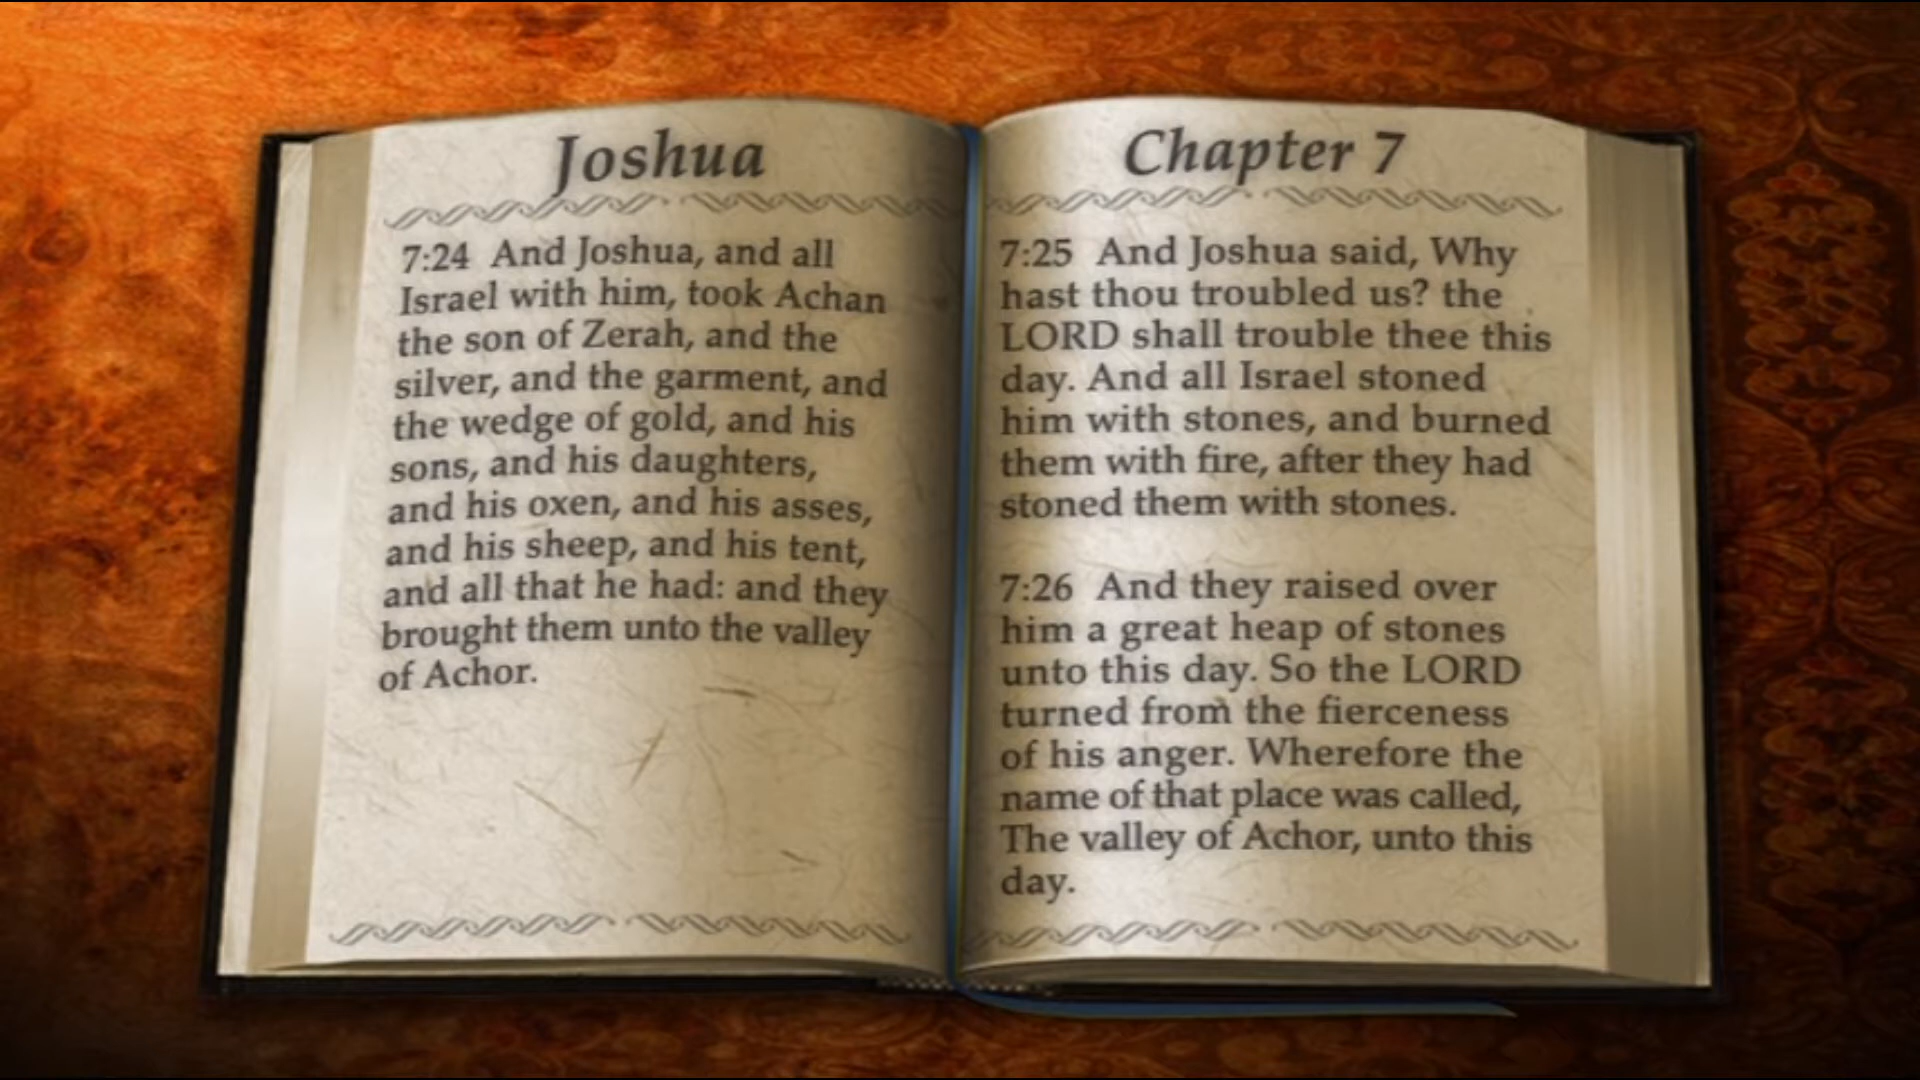 Joshua
7:24 And Joshua, and all
Israel with him, took Achan
the son of Zerah, and the
silver, and the garment, and
the wedge of gold, and his
sons, and his daughters,
and his oxen, and his asses,
and his sheep, and his tent,
and all that he had: and they
brought them unto the valley
of Achor.
Chapter 7
7:25 And Joshua said, Why
hast thou troubled us? the
LORD shall trouble thee this
day. And all Israel stoned
him with stones, and burned
them with fire, after they had
stoned them with stones.
7:26 And they raised over
him a great heap of stones
unto this day. So the LORD
turned from the fierceness
of his anger. Wherefore the
name of that place was called,
The valley of Achor, unto this
day.